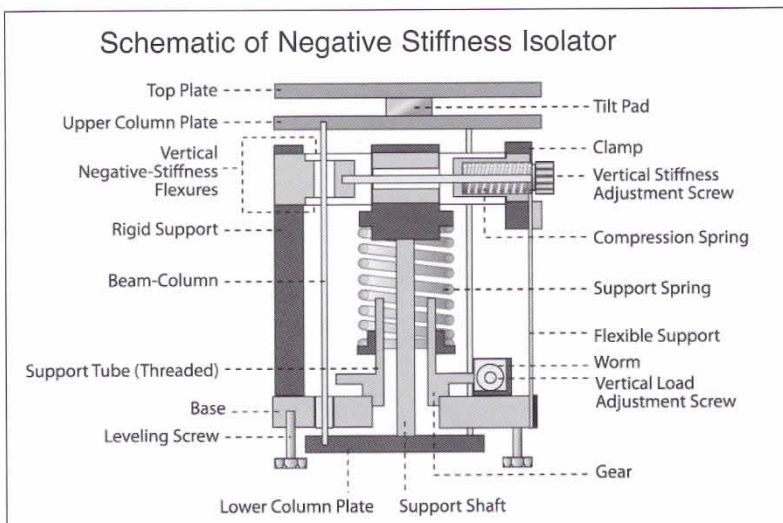 Schematic of Negative Stiffness Isolator
Top Plate
Upper Column Plate
Vertical
Negative-Stiffness
Flexures
Rigid Support
Beam-Column
Support Tube (Threaded)
Base
Leveling Screw
Lower Column Plate
Support Shaft
Tilt Pad
Clamp
Vertical Stiffness
Adjustment Screw
Compression Spring
Support Spring
Flexible Support
Worm
Vertical Load
Adjustment Screw
Gear